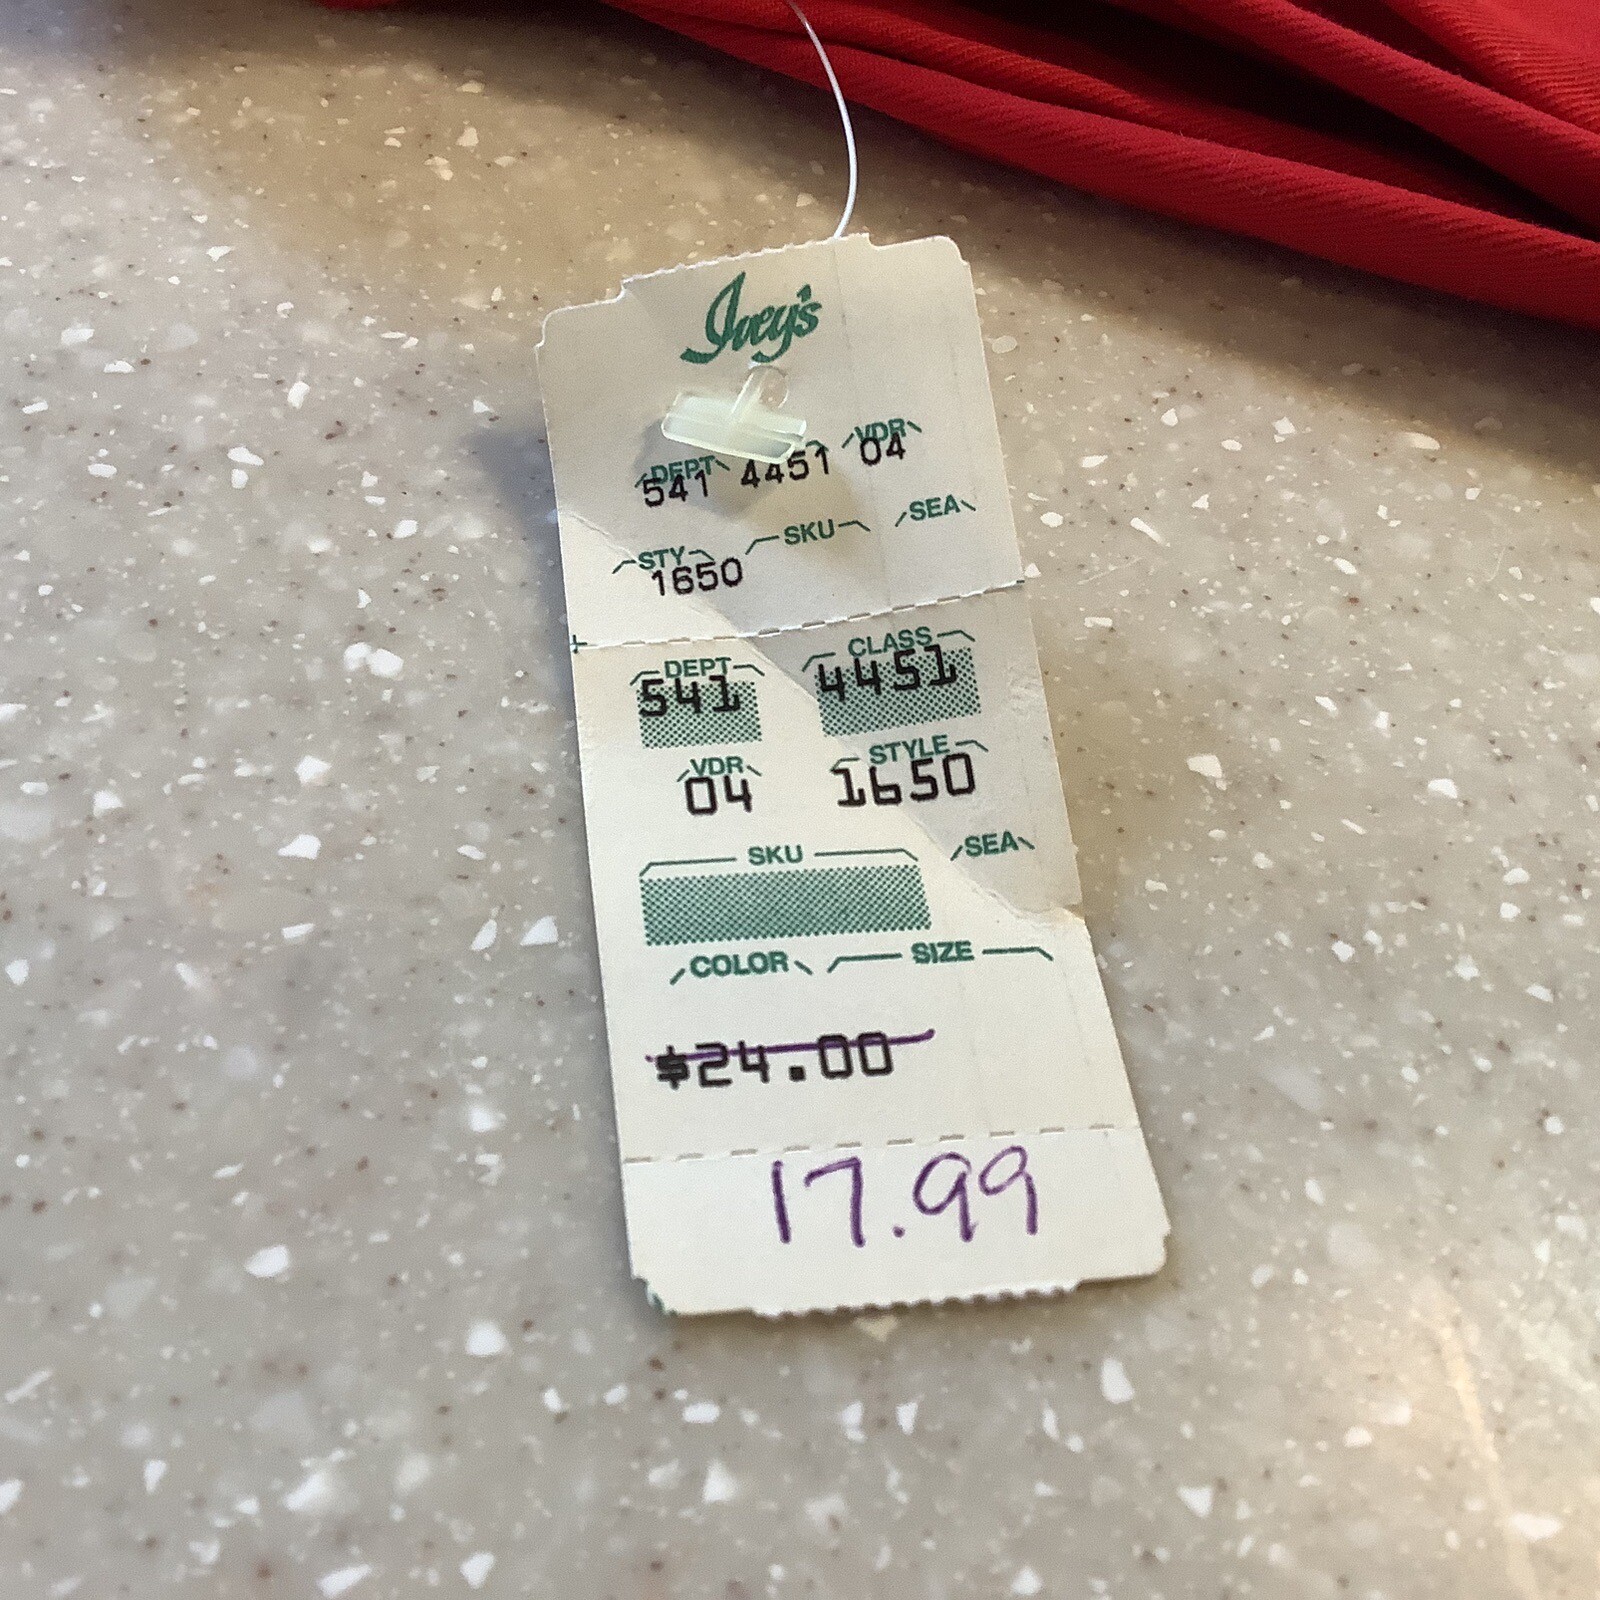 Ivey's
DEPT VDR
541 4451 04
STY SKU SEA
1650
DEPT CLASS
541 4451
VDR STYLE
04 1650
SKU SEA
COLOR SIZE
$24.00
17.99